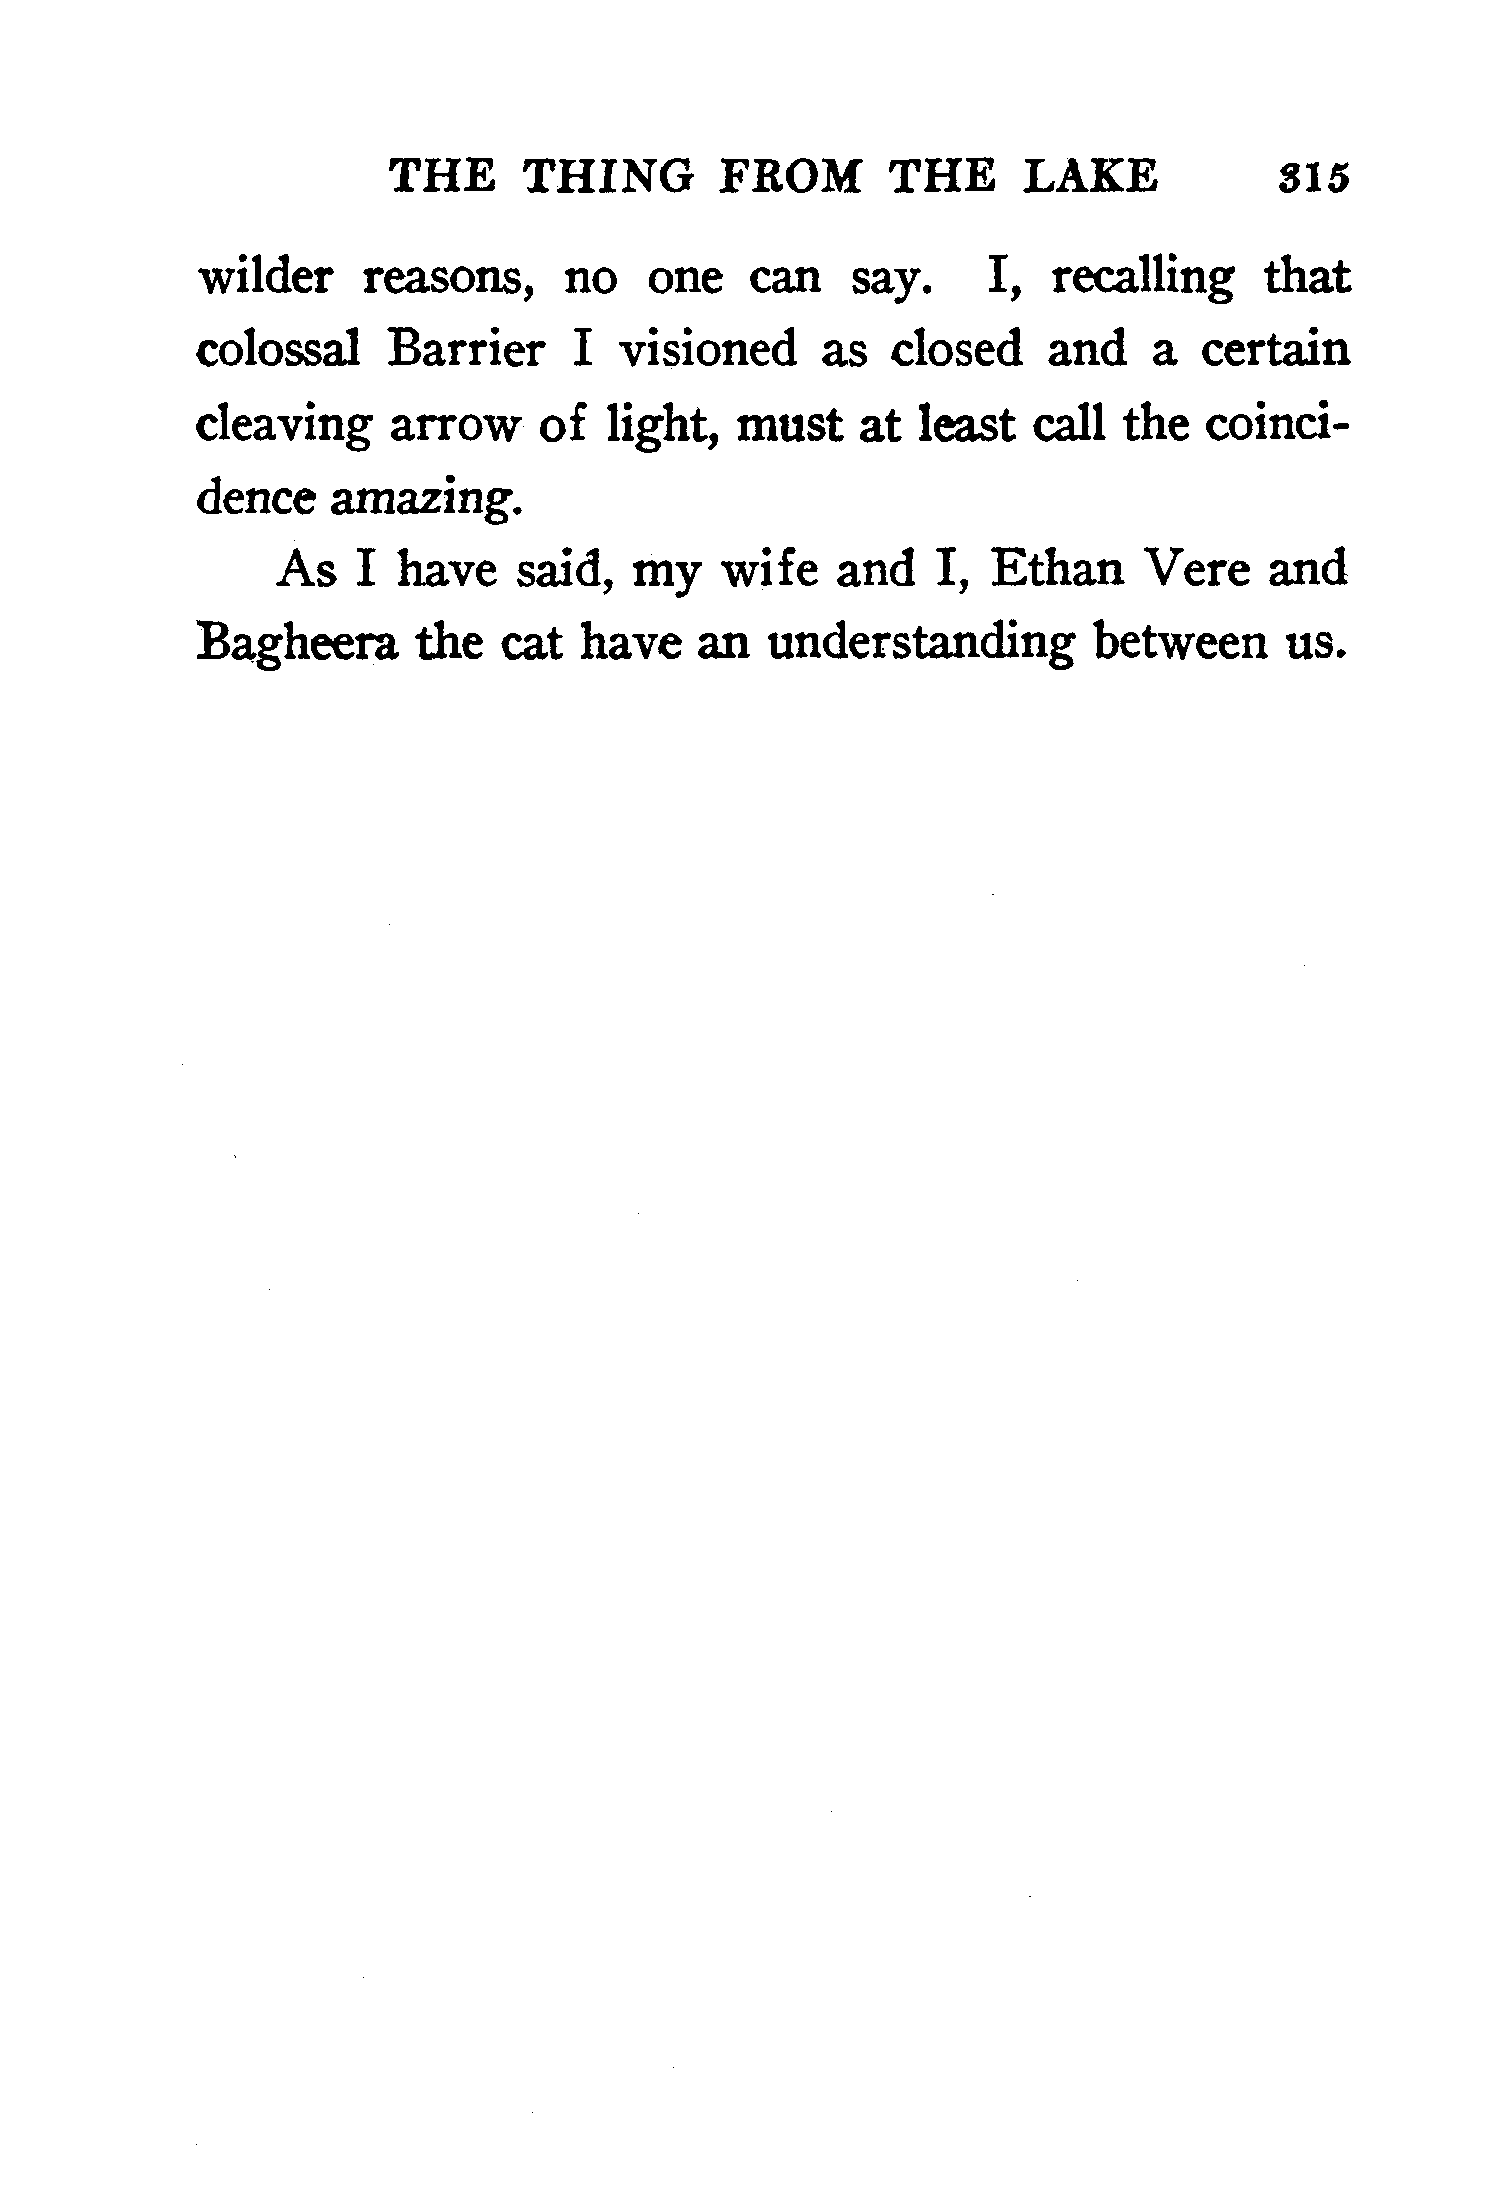 THE THING FROM THE LAKE 315
wilder reasons, no one can say. I, recalling that
colossal Barrier I visioned as closed and a certain
cleaving arrow of light, must at least call the coinci-
dence amazing.
As I have said, my wife and I, Ethan Vere and
Bagheera the cat have an understanding between us.